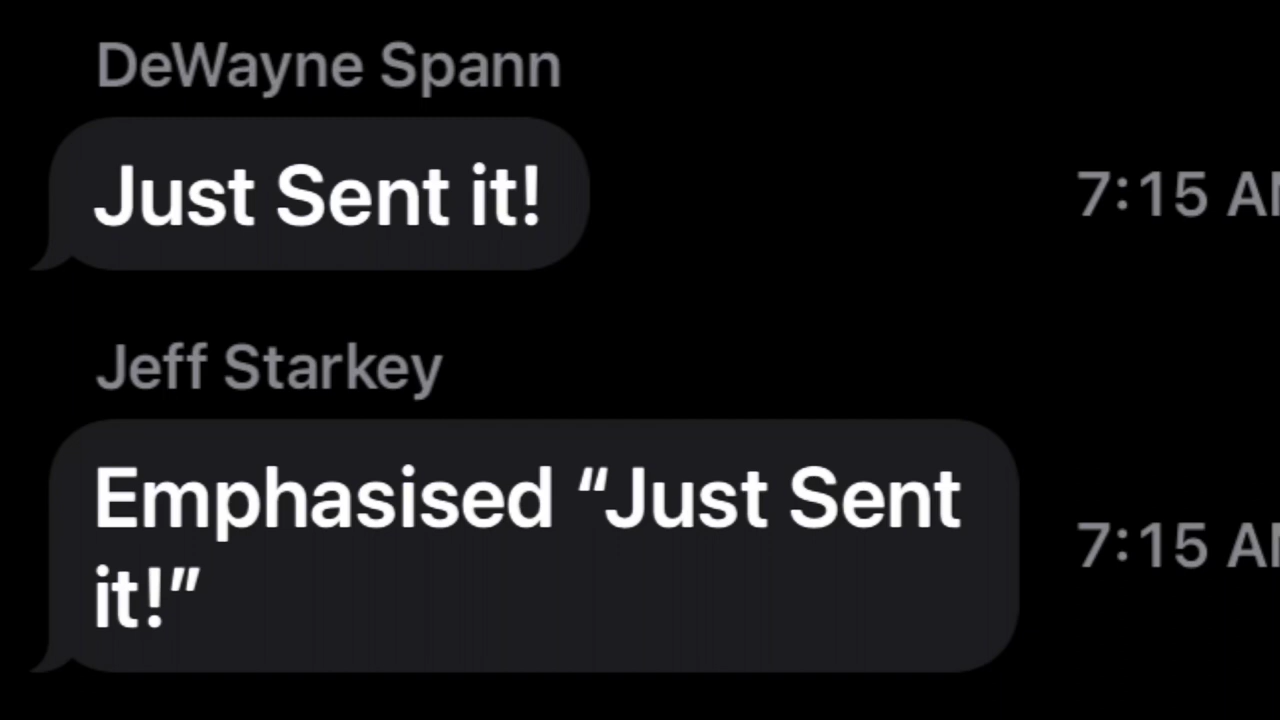 DeWayne Spann
Just Sent it!
7:15 A
Jeff Starkey
Emphasised “Just Sent
it!”
7:15 A